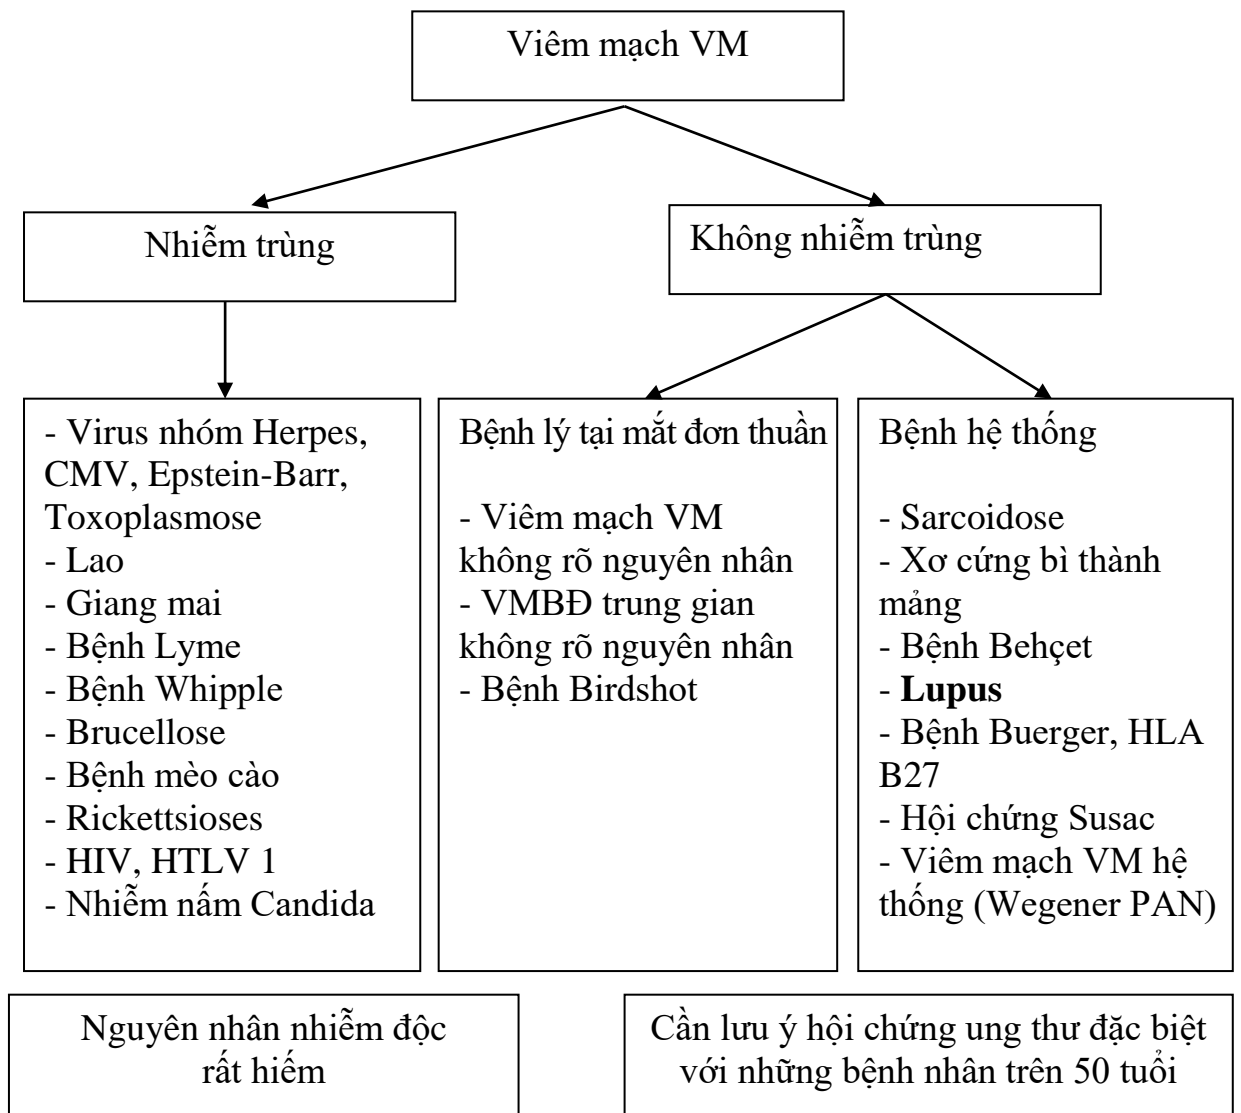 Viêm mạch VM
Nhiễm trùng
Không nhiễm trùng
- Virus nhóm Herpes,
CMV, Epstein-Barr,
Toxoplasmose
- Lao
- Giang mai
- Bệnh Lyme
- Bệnh Whipple
- Brucellose
- Bệnh mèo cào
- Rickettsioses
- HIV, HTLV 1
- Nhiễm nấm Candida
Bệnh lý tại mắt đơn thuần
- Viêm mạch VM
không rõ nguyên nhân
- VMBĐ trung gian
không rõ nguyên nhân
- Bệnh Birdshot
Bệnh hệ thống
- Sarcoidose
- Xơ cứng bì thành
mảng
- Bệnh Behçet
- Lupus
- Bệnh Buerger, HLA
B27
- Hội chứng Susac
- Viêm mạch VM hệ
thống (Wegener PAN)
Nguyên nhân nhiễm độc
rất hiếm
Cần lưu ý hội chứng ung thư đặc biệt
với những bệnh nhân trên 50 tuổi